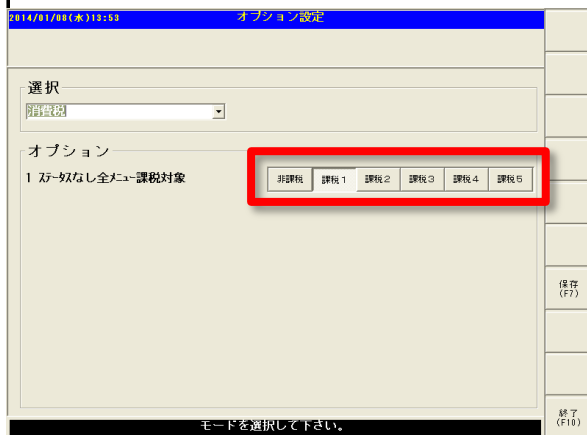 2014/01/08(水)13:53 オプション設定
選択
消費税
オプション
1 ｽﾃｰﾀｽなし全ﾒﾆｭｰ課税対象 非課税 課税1 課税2 課税3 課税4 課税5
保存
(F7)
終了
(F10)
モードを選択して下さい。